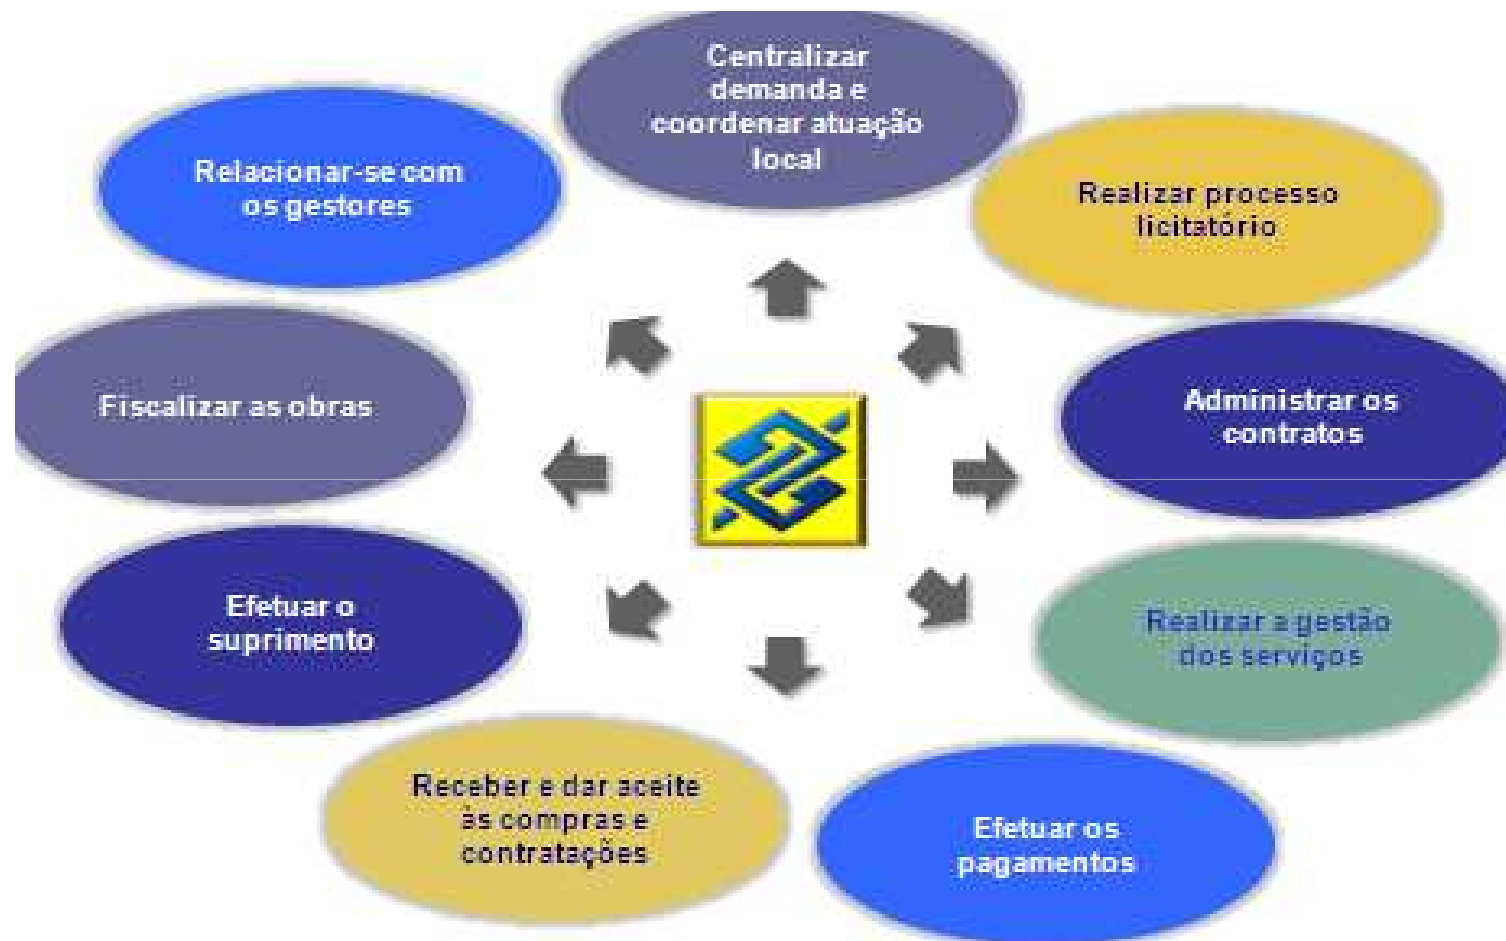 Centralizar
demanda e
coordenar atuação
local
Realizar processo
licitatório
Administrar os
contratos
Realizar a gestão
dos serviços
Efetuar os
pagamentos
Receber e dar aceite
às compras e
contratações
Efetuar o
suprimento
Fiscalizar as obras
Relacionar-se com
os gestores